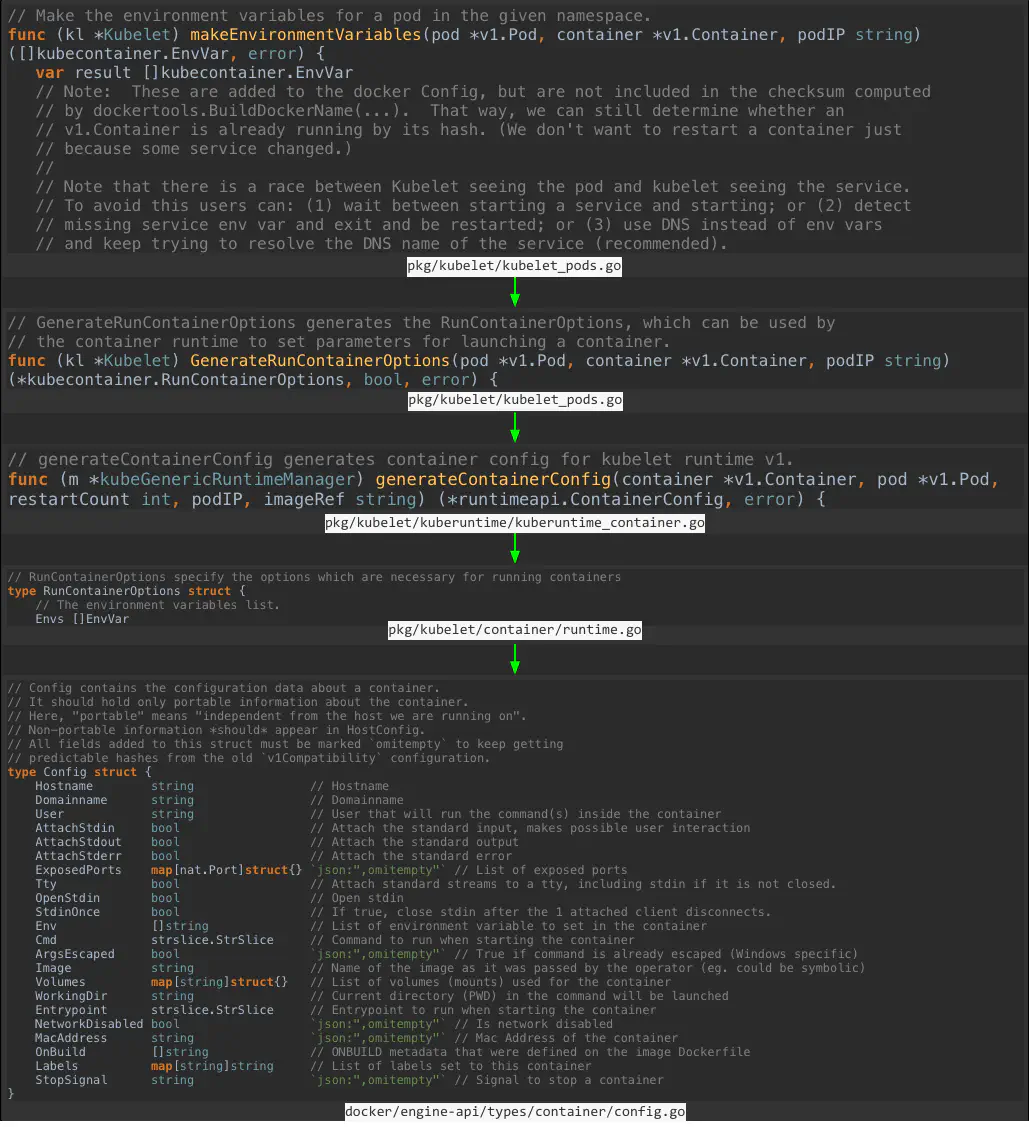 // Make the environment variables for a pod in the given namespace.
func (kl *Kubelet) makeEnvironmentVariables(pod *v1.Pod, container *v1.Container, podIP string)
([]kubecontainer.EnvVar, error) {
   var result []kubecontainer.EnvVar
   // Note:  These are added to the docker Config, but are not included in the checksum computed
   // by dockertools.BuildDockerName(...).  That way, we can still determine whether an
   // v1.Container is already running by its hash. (We don't want to restart a container just
   // because some service changed.)
   //
   // Note that there is a race between Kubelet seeing the pod and kubelet seeing the service.
   // To avoid this users can: (1) wait between starting a service and starting; or (2) detect
   // missing service env var and exit and be restarted; or (3) use DNS instead of env vars
   // and keep trying to resolve the DNS name of the service (recommended).
pkg/kubelet/kubelet_pods.go
// GenerateRunContainerOptions generates the RunContainerOptions, which can be used by
// the container runtime to set parameters for launching a container.
func (kl *Kubelet) GenerateRunContainerOptions(pod *v1.Pod, container *v1.Container, podIP string)
(*kubecontainer.RunContainerOptions, bool, error) {
pkg/kubelet/kubelet_pods.go
// generateContainerConfig generates container config for kubelet runtime v1.
func (m *kubeGenericRuntimeManager) generateContainerConfig(container *v1.Container, pod *v1.Pod,
restartCount int, podIP, imageRef string) (*runtimeapi.ContainerConfig, error) {
pkg/kubelet/kuberuntime/kuberuntime_container.go
// RunContainerOptions specify the options which are necessary for running containers
type RunContainerOptions struct {
    // The environment variables list.
    Envs []EnvVar
pkg/kubelet/container/runtime.go
// Config contains the configuration data about a container.
// It should hold only portable information about the container.
// Here, "portable" means "independent from the host we are running on".
// Non-portable information *should* appear in HostConfig.
// All fields added to this struct must be marked `omitempty` to keep getting
// predictable hashes from the old `v1Compatibility` configuration.
type Config struct {
    Hostname        string                // Hostname
    Domainname      string                // Domainname
    User            string                // User that will run the command(s) inside the container
    AttachStdin     bool                  // Attach the standard input, makes possible user interaction
    AttachStdout    bool                  // Attach the standard output
    AttachStderr    bool                  // Attach the standard error
    ExposedPorts    map[nat.Port]struct{} `json:",omitempty"` // List of exposed ports
    Tty             bool                  // Attach standard streams to a tty, including stdin if it is not closed.
    OpenStdin       bool                  // Open stdin
    StdinOnce       bool                  // If true, close stdin after the 1 attached client disconnects.
    Env             []string              // List of environment variable to set in the container
    Cmd             strslice.StrSlice     // Command to run when starting the container
    ArgsEscaped     bool                  `json:",omitempty"` // True if command is already escaped (Windows specific)
    Image           string                // Name of the image as it was passed by the operator (eg. could be symbolic)
    Volumes         map[string]struct{}   // List of volumes (mounts) used for the container
    WorkingDir      string                // Current directory (PWD) in the command will be launched
    Entrypoint      strslice.StrSlice     // Entrypoint to run when starting the container
    NetworkDisabled bool                  `json:",omitempty"` // Is network disabled
    MacAddress      string                `json:",omitempty"` // Mac Address of the container
    OnBuild         []string              // ONBUILD metadata that were defined on the image Dockerfile
    Labels          map[string]string     // List of labels set to this container
    StopSignal      string                `json:",omitempty"` // Signal to stop a container
}
docker/engine-api/types/container/config.go